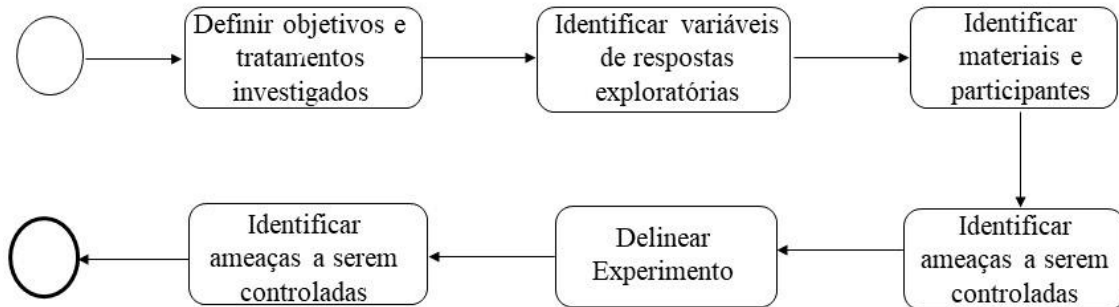 Definir objetivos e
tratamentos
investigados
Identificar variáveis
de respostas
exploratórias
Identificar
materiais e
participantes
Identificar
ameaças a serem
controladas
Delinear
Experimento
Identificar
ameaças a serem
controladas